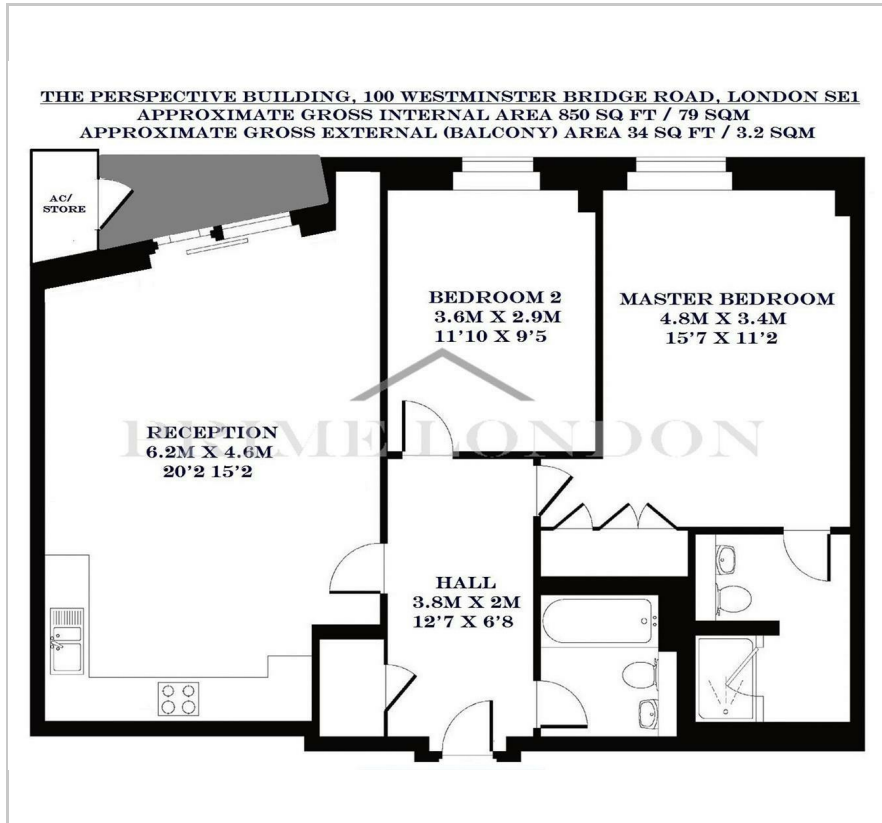 THE PERSPECTIVE BUILDING, 100 WESTMINSTER BRIDGE ROAD, LONDON SE1
APPROXIMATE GROSS INTERNAL AREA 850 SQ FT / 79 SQM
APPROXIMATE GROSS EXTERNAL (BALCONY) AREA 34 SQ FT / 3.2 SQM
AC/
STORE
BEDROOM 2
3.6M X 2.9M
11'10 X 9'5
MASTER BEDROOM
4.8M X 3.4M
15'7 X 11'2
PRIME LONDON
RECEPTION
6.2M X 4.6M
20'2 15'2
HALL
3.8M X 2M
12'7 X 6'8